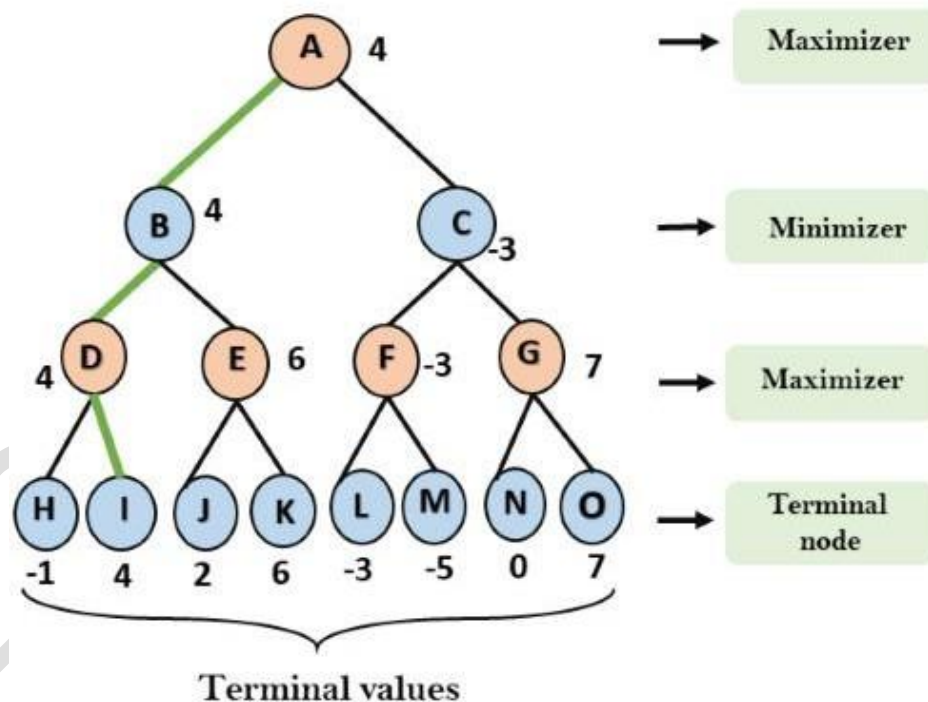 A 4 Maximizer
B 4 C -3 Minimizer
D 4 E 6 F -3 G 7 Maximizer
H I J K L M N O Terminal
node
-1 4 2 6 -3 -5 0 7
Terminal values